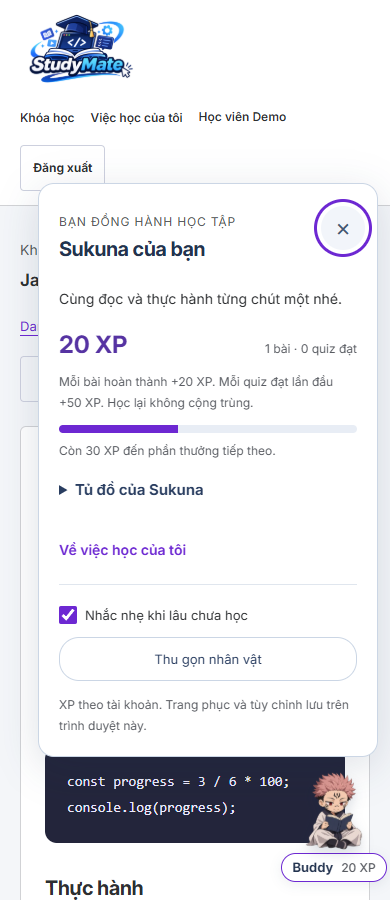 StudyMate
Khóa học
Việc học của tôi
Học viên Demo
Đăng xuất
BẠN ĐỒNG HÀNH HỌC TẬP
Sukuna của bạn
Kh
Ja
Cùng đọc và thực hành từng chút một nhé.
Da
20 XP
1 bài · 0 quiz đạt
Mỗi bài hoàn thành +20 XP. Mỗi quiz đạt lần đầu
+50 XP. Học lại không cộng trùng.
Còn 30 XP đến phần thưởng tiếp theo.
Tủ đồ của Sukuna
Về việc học của tôi
Nhắc nhẹ khi lâu chưa học
Thu gọn nhân vật
XP theo tài khoản. Trang phục và tùy chỉnh lưu trên
trình duyệt này.
const progress = 3 / 6 * 100;
console.log(progress);
Buddy 20 XP
Thực hành